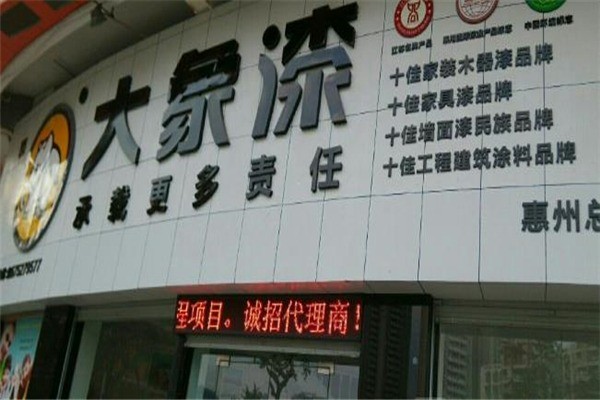 大象漆
承载更多责任
十佳家装木器漆品牌
十佳家具漆品牌
十佳墙面漆民族品牌
十佳工程建筑涂料品牌
惠州总
程项目。诚招代理商！